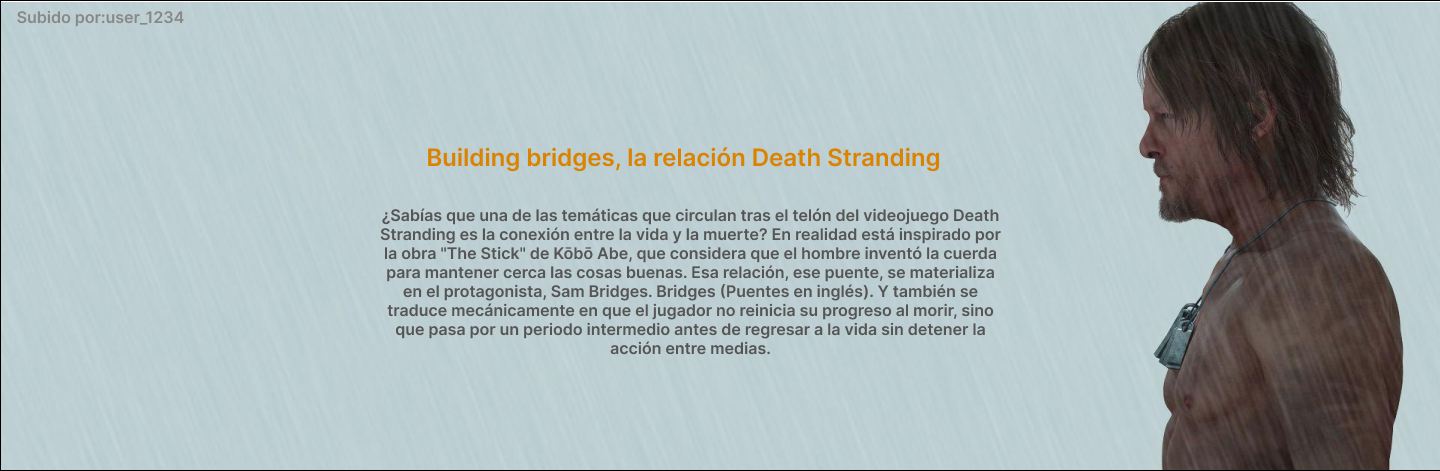 Subido por:user_1234
Building bridges, la relación Death Stranding
¿Sabías que una de las temáticas que circulan tras el telón del videojuego Death
Stranding es la conexión entre la vida y la muerte? En realidad está inspirado por
la obra "The Stick" de Kōbō Abe, que considera que el hombre inventó la cuerda
para mantener cerca las cosas buenas. Esa relación, ese puente, se materializa
en el protagonista, Sam Bridges. Bridges (Puentes en inglés). Y también se
traduce mecánicamente en que el jugador no reinicia su progreso al morir, sino
que pasa por un periodo intermedio antes de regresar a la vida sin detener la
acción entre medias.